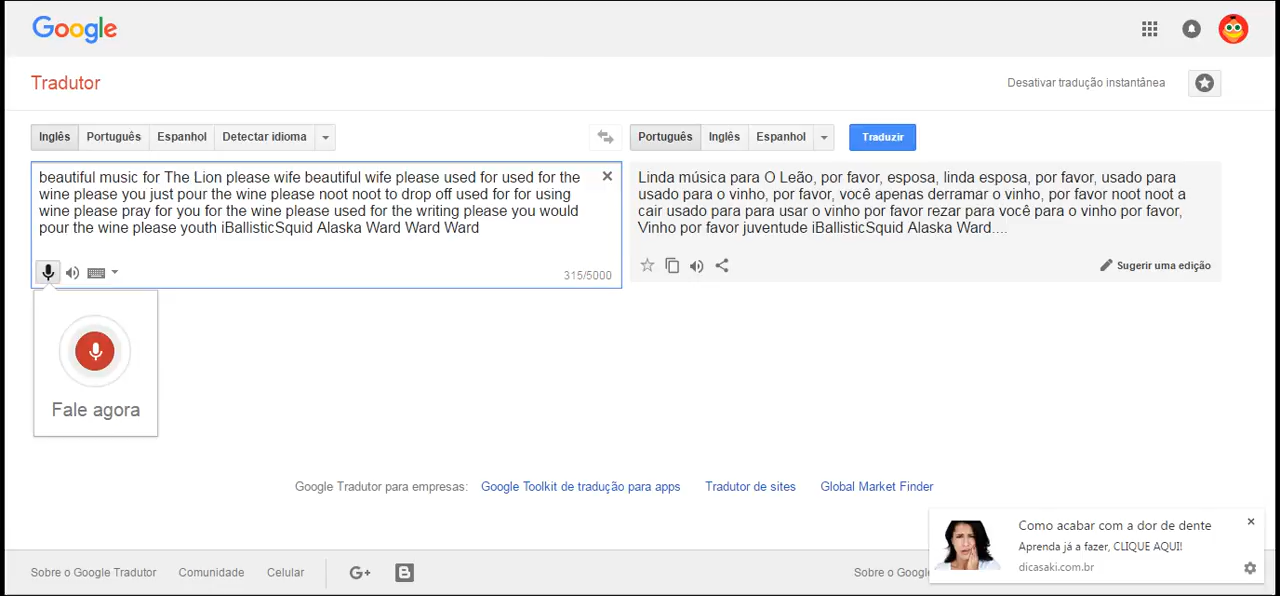 Google
Tradutor
Desativar tradução instantânea
Inglês Português Espanhol Detectar idioma
Português Inglês Espanhol Traduzir
beautiful music for The Lion please wife beautiful wife please used for used for the
wine please you just pour the wine please noot noot to drop off used for for using
wine please pray for you for the wine please used for the writing please you would
pour the wine please youth iBallisticSquid Alaska Ward Ward Ward
315/5000
Linda música para O Leão, por favor, esposa, linda esposa, por favor, usado para
usado para o vinho, por favor, você apenas derramar o vinho, por favor noot noot a
cair usado para para usar o vinho por favor rezar para você para o vinho por favor,
Vinho por favor juventude iBallisticSquid Alaska Ward....
Sugerir uma edição
Fale agora
Google Tradutor para empresas: Google Toolkit de tradução para apps Tradutor de sites Global Market Finder
Como acabar com a dor de dente
Aprenda já a fazer, CLIQUE AQUI!
dicasaki.com.br
Sobre o Google Tradutor Comunidade Celular G+ B Sobre o Google